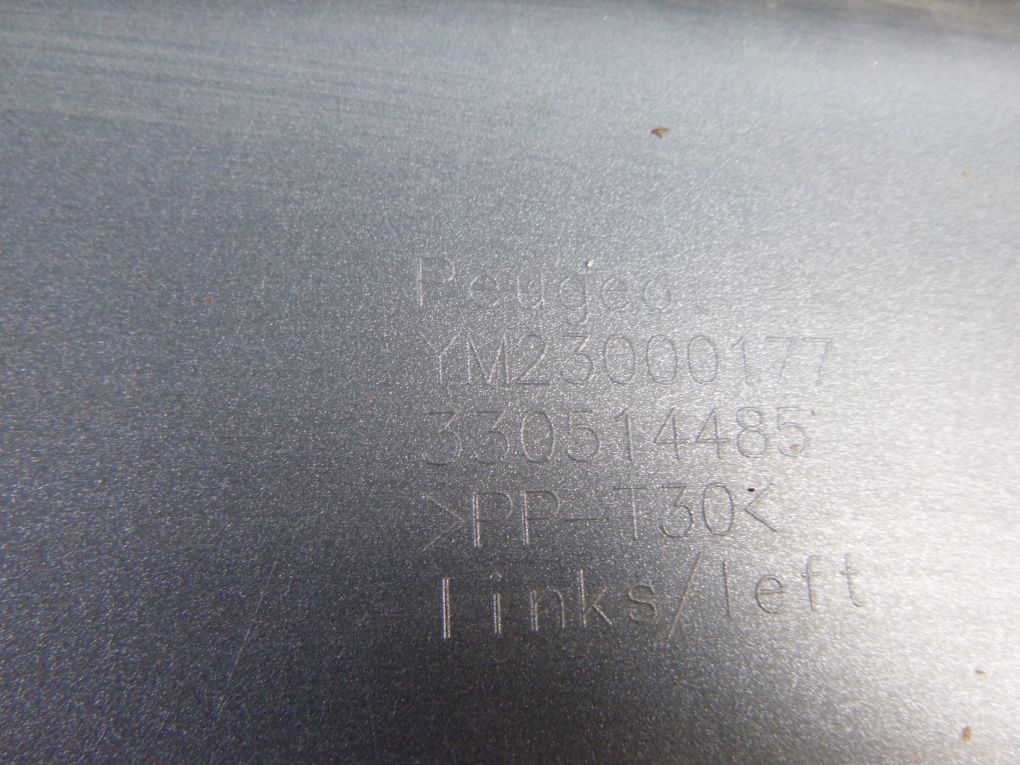 Peugeot
YM23000177
330514485
>PP-T30<
links/left